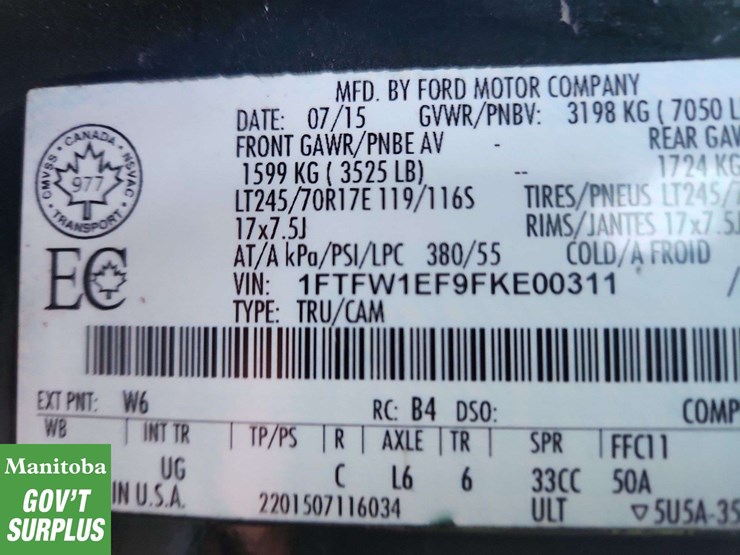 MFD. BY FORD MOTOR COMPANY
DATE: 07/15 GVWR/PNBV: 3198 KG ( 7050 L
FRONT GAWR/PNBE AV - REAR GAW
1599 KG ( 3525 LB) -- 1724 KG
LT245/70R17E 119/116S TIRES/PNEUS LT245/7
17x7.5J RIMS/JANTES 17x7.5J
AT/A kPa/PSI/LPC 380/55 COLD/A FROID
VIN: 1FTFW1EF9FKE00311 /
TYPE: TRU/CAM
CANADA
CMVSS NSVAC
977
TRANSPORT
EC
EXT PNT: W6 RC: B4 DSO: COMP
WB INT TR TP/PS R AXLE TR SPR FFC11
UG C L6 6 33CC 50A
IN U.S.A. 2201507116034 ULT ▽5U5A-35
Manitoba
GOV'T
SURPLUS